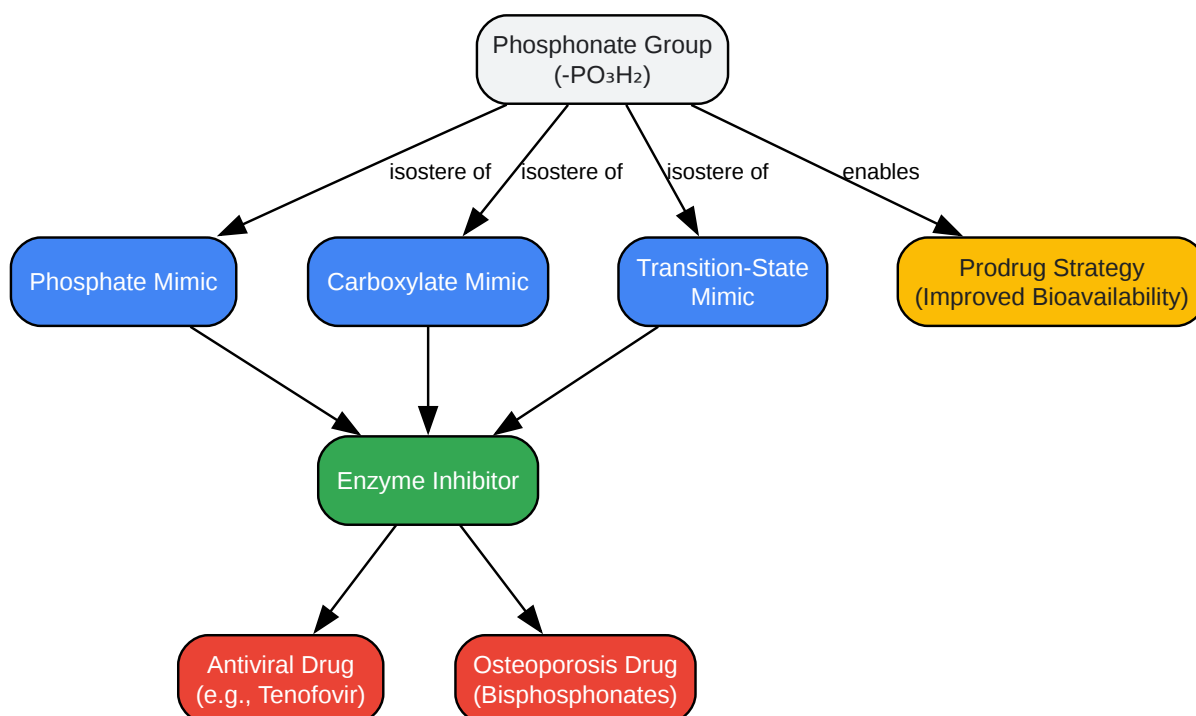 Phosphonate Group
(-PO₃H₂)
isostere of
isostere of
isostere of
enables
Phosphate Mimic
Carboxylate Mimic
Transition-State
Mimic
Prodrug Strategy
(Improved Bioavailability)
Enzyme Inhibitor
Antiviral Drug
(e.g., Tenofovir)
Osteoporosis Drug
(Bisphosphonates)